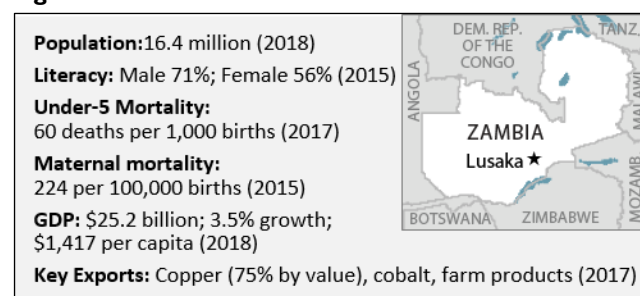 Population:16.4 million (2018)
Literacy: Male 71%; Female 56% (2015)
Under-5 Mortality:
60 deaths per 1,000 births (2017)
Maternal mortality:
224 per 100,000 births (2015)
GDP: $25.2 billion; 3.5% growth;
$1,417 per capita (2018)
Key Exports: Copper (75% by value), cobalt, farm products (2017)
DEM. REP.
OF THE
CONGO
TANZ.
ANGOLA
MALAWI
ZAMBIA
Lusaka
MOZAMB
BOTSWANA
ZIMBABWE